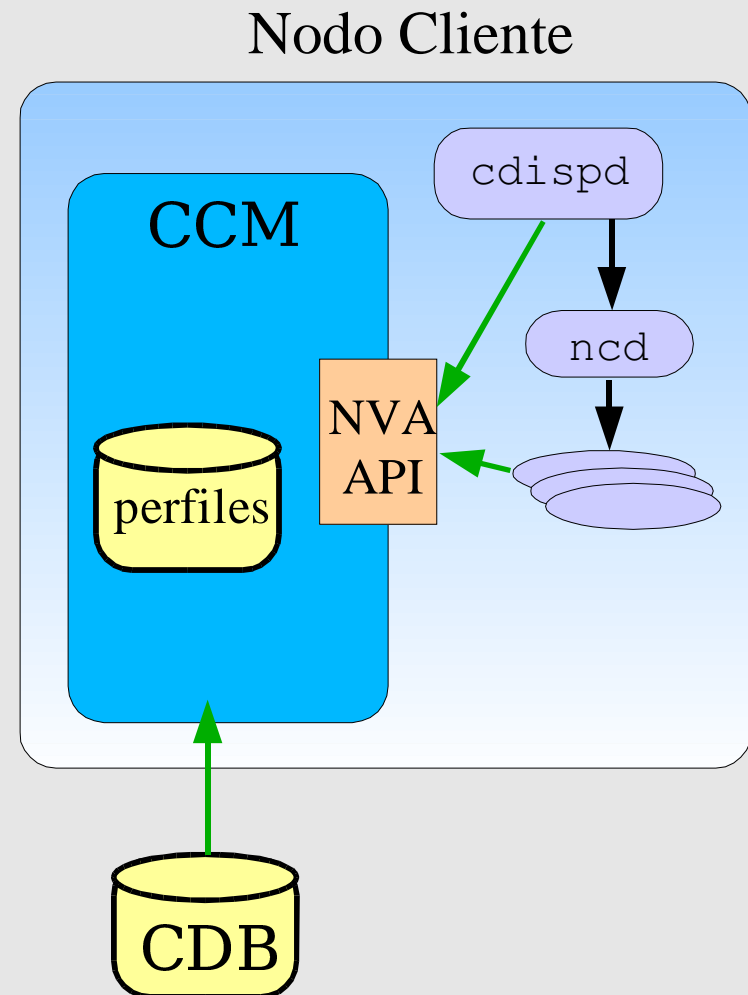 Nodo Cliente
cdispd
CCM
ncd
NVA
API
perfiles
CDB